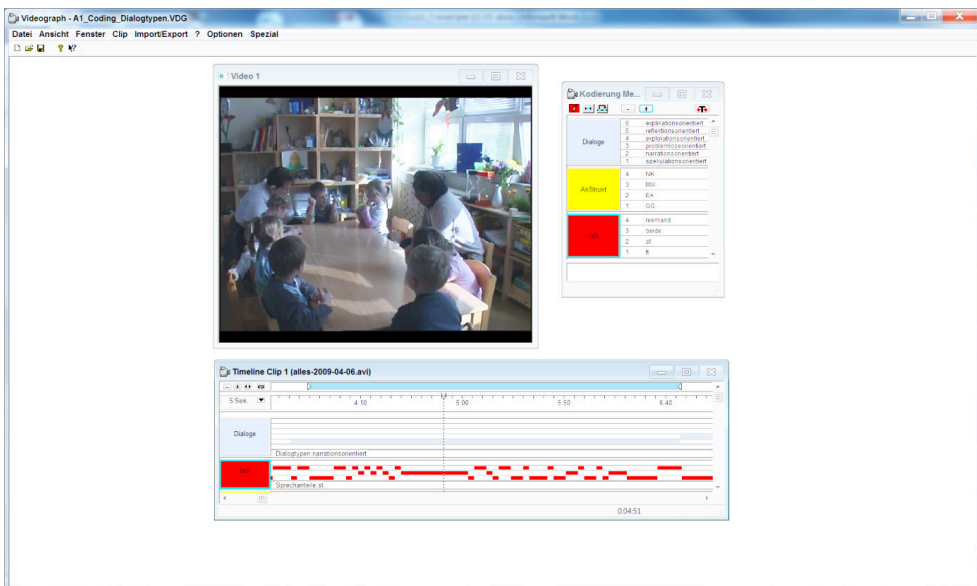 Videograph - A1_Coding_Dialogtypen.VDG
Datei Ansicht Fenster Clip Import/Export ? Optionen Spezial
Video 1
Kodierung Me...
Dialoge
6 explikationsorientiert
5 reflentionsorientiert
4 explorationsorientiert
3 problemloseorientiert
2 narrationsorientiert
1 spekulationsorientiert
AkStrukt
4 NK
3 MIX
2 EA
1 GG
4 niemand
3 beide
2 st
1 ft
Timeline Clip 1 (alles-2009-04-06.avi)
5 Sek
4:10 5:00 5:50 6:40
Dialoge
Dialogtypen:narrationsorientiert
Sprechanteile:st
0:04:51